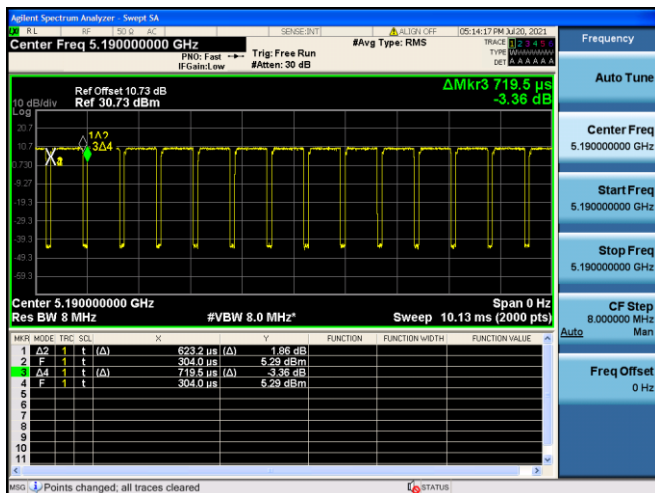 Agilent Spectrum Analyzer - Swept SA
RL RF 50 Ω AC SENSE:INT ALIGN OFF 05:14:17 PM Jul 20, 2021
Center Freq 5.190000000 GHz #Avg Type: RMS TRACE 1 2 3 4 5 6
PNO: Fast Trig: Free Run TYPE
IFGain:Low #Atten: 30 dB DET A A A A A A
Frequency
Auto Tune
Center Freq
5.190000000 GHz
Start Freq
5.190000000 GHz
Stop Freq
5.190000000 GHz
CF Step
8.000000 MHz
Auto Man
Freq Offset
0 Hz
ΔMkr3 719.5 µs
-3.36 dB
Ref Offset 10.73 dB
10 dB/div Ref 30.73 dBm
Log
20.7
10.7
0.730
-9.27
-19.3
-29.3
-39.3
-49.3
-59.3
1Δ2
3Δ4
Center 5.190000000 GHz Span 0 Hz
Res BW 8 MHz #VBW 8.0 MHz* Sweep 10.13 ms (2000 pts)
MKR MODE TRC SCL X Y FUNCTION FUNCTION WIDTH FUNCTION VALUE
1 Δ2 1 t (Δ) 623.2 µs (Δ) 1.86 dB
2 F 1 t 304.0 µs 5.29 dBm
3 Δ4 1 t (Δ) 719.5 µs (Δ) -3.36 dB
4 F 1 t 304.0 µs 5.29 dBm
5
6
7
8
9
10
11
MSG Points changed; all traces cleared STATUS